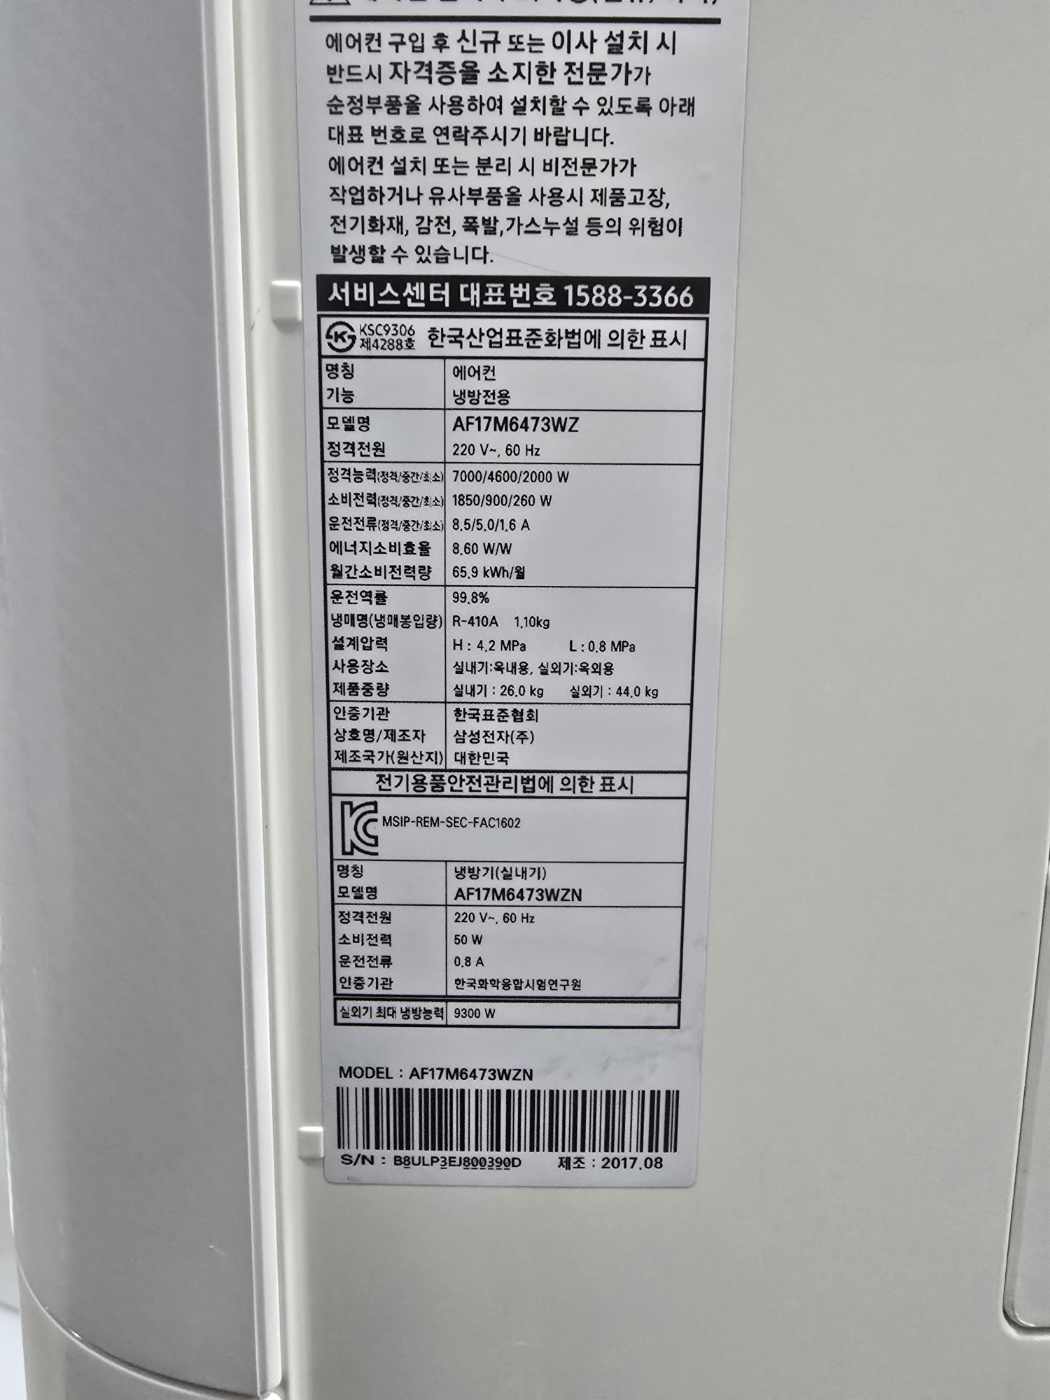 에어컨 구입 후 신규 또는 이사 설치 시
반드시 자격증을 소지한 전문가가
순정부품을 사용하여 설치할 수 있도록 아래
대표 번호로 연락주시기 바랍니다.
에어컨 설치 또는 분리 시 비전문가가
작업하거나 유사부품을 사용시 제품고장,
전기화재, 감전, 폭발,가스누설 등의 위험이
발생할 수 있습니다.
서비스센터 대표번호 1588-3366
KSC9306
제4288호 한국산업표준화법에 의한 표시
명칭 에어컨
기능 냉방전용
모델명 AF17M6473WZ
정격전원 220 V~, 60 Hz
정격능력(정격/중간/최소) 7000/4600/2000 W
소비전력(정격/중간/최소) 1850/900/260 W
운전전류(정격/중간/최소) 8.5/5.0/1.6 A
에너지소비효율 8.60 W/W
월간소비전력량 65.9 kWh/월
운전역률 99.8%
냉매명(냉매봉입량) R-410A 1.10kg
설계압력 H : 4.2 MPa L : 0.8 MPa
사용장소 실내기:옥내용, 실외기:옥외용
제품중량 실내기 : 26.0 kg 실외기 : 44.0 kg
인증기관 한국표준협회
상호명/제조자 삼성전자(주)
제조국가(원산지) 대한민국
전기용품안전관리법에 의한 표시
MSIP-REM-SEC-FAC1602
명칭 냉방기(실내기)
모델명 AF17M6473WZN
정격전원 220 V~, 60 Hz
소비전력 50 W
운전전류 0.8 A
인증기관 한국화학융합시험연구원
실외기 최대 냉방능력 9300 W
MODEL : AF17M6473WZN
S/N : B8ULP3EJ800390D 제조 : 2017.08